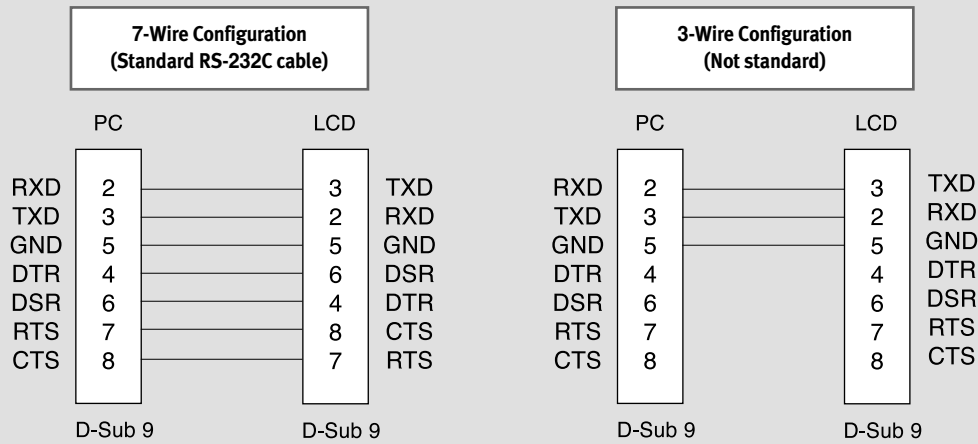 7-Wire Configuration
(Standard RS-232C cable)
PC LCD
RXD 2 3 TXD
TXD 3 2 RXD
GND 5 5 GND
DTR 4 6 DSR
DSR 6 4 DTR
RTS 7 8 CTS
CTS 8 7 RTS
D-Sub 9 D-Sub 9
3-Wire Configuration
(Not standard)
PC LCD
RXD 2 3 TXD
TXD 3 2 RXD
GND 5 5 GND
DTR 4 4 DTR
DSR 6 6 DSR
RTS 7 7 RTS
CTS 8 8 CTS
D-Sub 9 D-Sub 9